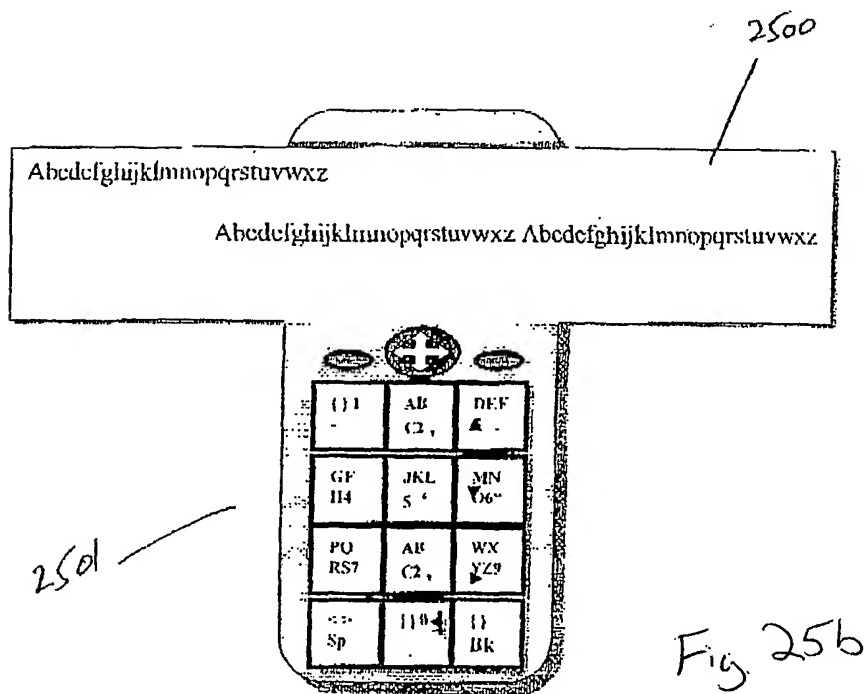 2500
Abcdefghijklmnopqrstuvwxz
Abcdefghijklmnopqrstuvwxz Abcdefghijklmnopqrstuvwxz
AB DEF
C2 ,
GF JKL MN
H4 5 ‘ O6“
PQ AB WX
RS7 C2 , YZ9
Sp Bk
2501
Fig. 25b